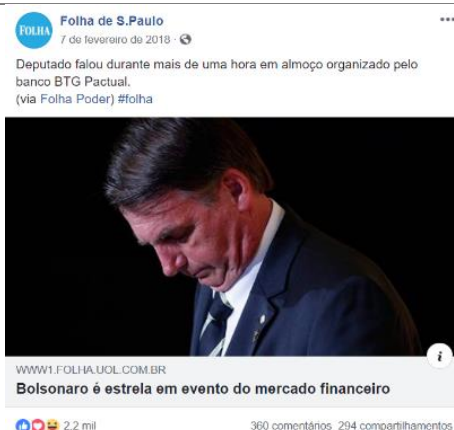 FOLHA
Folha de S.Paulo
7 de fevereiro de 2018 ·
Deputado falou durante mais de uma hora em almoço organizado pelo
banco BTG Pactual.
(via Folha Poder) #folha
WWW1.FOLHA.UOL.COM.BR
Bolsonaro é estrela em evento do mercado financeiro
2,2 mil
360 comentários 294 compartilhamentos